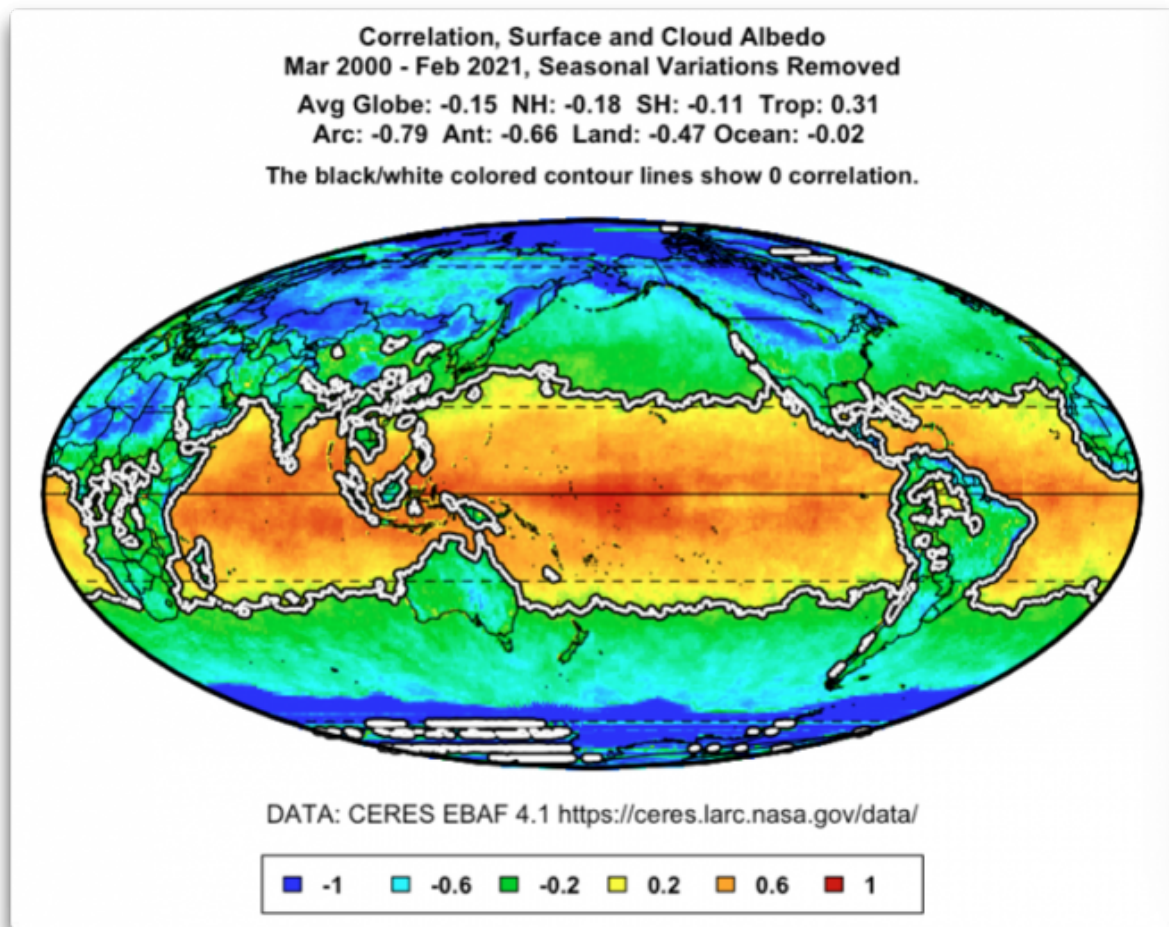 Correlation, Surface and Cloud Albedo
Mar 2000 - Feb 2021, Seasonal Variations Removed
Avg Globe: -0.15 NH: -0.18 SH: -0.11 Trop: 0.31
Arc: -0.79 Ant: -0.66 Land: -0.47 Ocean: -0.02
The black/white colored contour lines show 0 correlation.
DATA: CERES EBAF 4.1 https://ceres.larc.nasa.gov/data/
-1 -0.6 -0.2 0.2 0.6 1